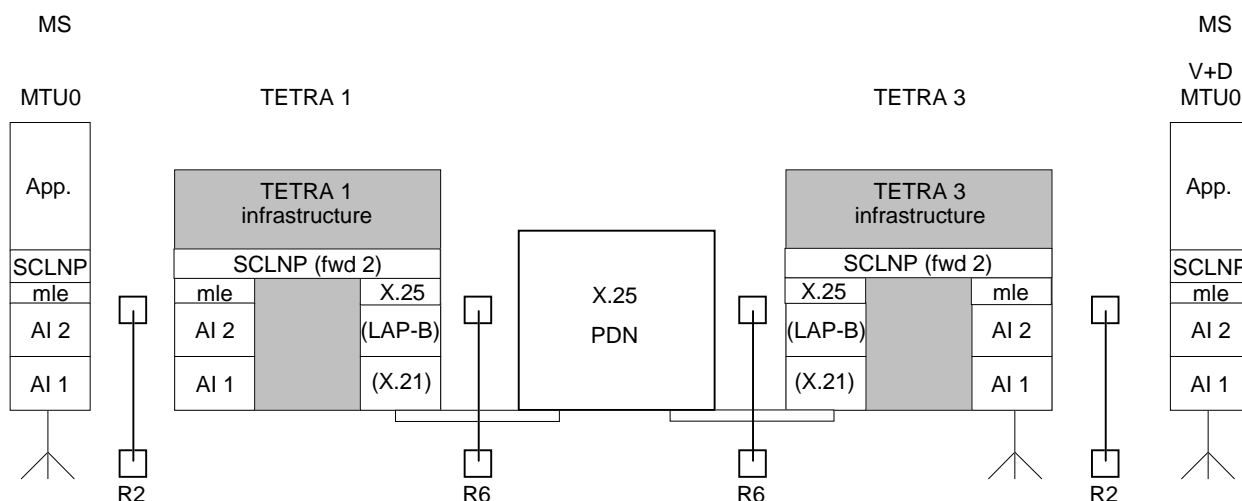 MS
MS
V+D
MTU0
TETRA 1
TETRA 3
MTU0
App.
TETRA 1
infrastructure
TETRA 3
infrastructure
App.
SCLNP
SCLNP (fwd 2)
SCLNP (fwd 2)
SCLNP
mle
mle
X.25
X.25
X.25
mle
mle
AI 2
AI 2
(LAP-B)
PDN
(LAP-B)
AI 2
AI 2
AI 1
AI 1
(X.21)
(X.21)
AI 1
AI 1
R2
R6
R6
R2